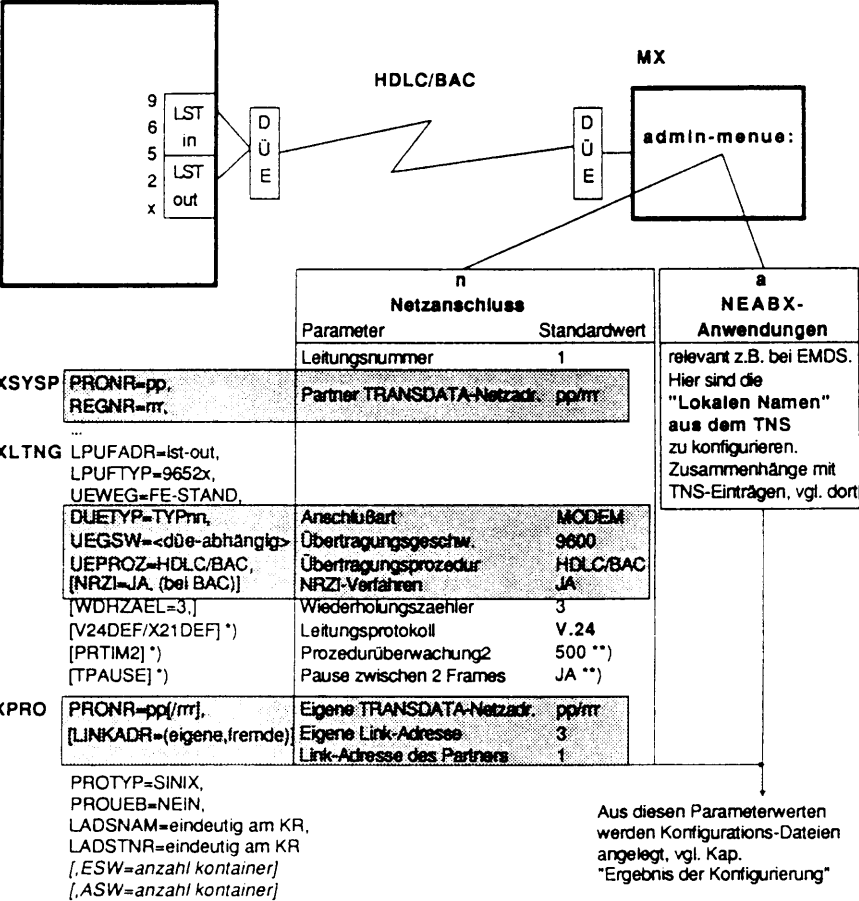 MX
HDLC/BAC
9
6
5
2
x
LST
in
LST
out
D
Ü
E
D
Ü
E
admin-menue:
n
Netzanschluss
Parameter Standardwert
Leitungsnummer 1
a
NEABX-
Anwendungen
relevant z.B. bei EMDS.
Hier sind die
"Lokalen Namen"
aus dem TNS
zu konfigurieren.
Zusammenhänge mit
TNS-Einträgen, vgl. dort
XSYSP PRONR=pp, Partner TRANSDATA-Netzadr. pp/rrr
REGNR=rrr,
...
XLTNG LPUFADR=lst-out,
LPUFTYP=9652x,
UEWEG=FE-STAND,
DUETYP=TYPnn, Anschlußart MODEM
UEGSW=<düe-abhängig> Übertragungsgeschw. 9600
UEPROZ=HDLC/BAC, Übertragungsprozedur HDLC/BAC
[NRZI=JA, (bei BAC)] NRZI-Verfahren JA
[WDHZAEL=3,] Wiederholungszaehler 3
[V24DEF/X21DEF] *) Leitungsprotokoll V.24
[PRTIM2] *) Prozedurüberwachung2 500 **)
[TPAUSE] *) Pause zwischen 2 Frames JA **)
XPRO PRONR=pp[/rrr], Eigene TRANSDATA-Netzadr. pp/rrr
[LINKADR=(eigene,fremde)] Eigene Link-Adresse 3
Link-Adresse des Partners 1
PROTYP=SINIX,
PROUEB=NEIN,
LADSNAM=eindeutig am KR,
LADSTNR=eindeutig am KR
[,ESW=anzahl kontainer]
[,ASW=anzahl kontainer]
Aus diesen Parameterwerten
werden Konfigurations-Dateien
angelegt, vgl. Kap.
"Ergebnis der Konfigurierung"